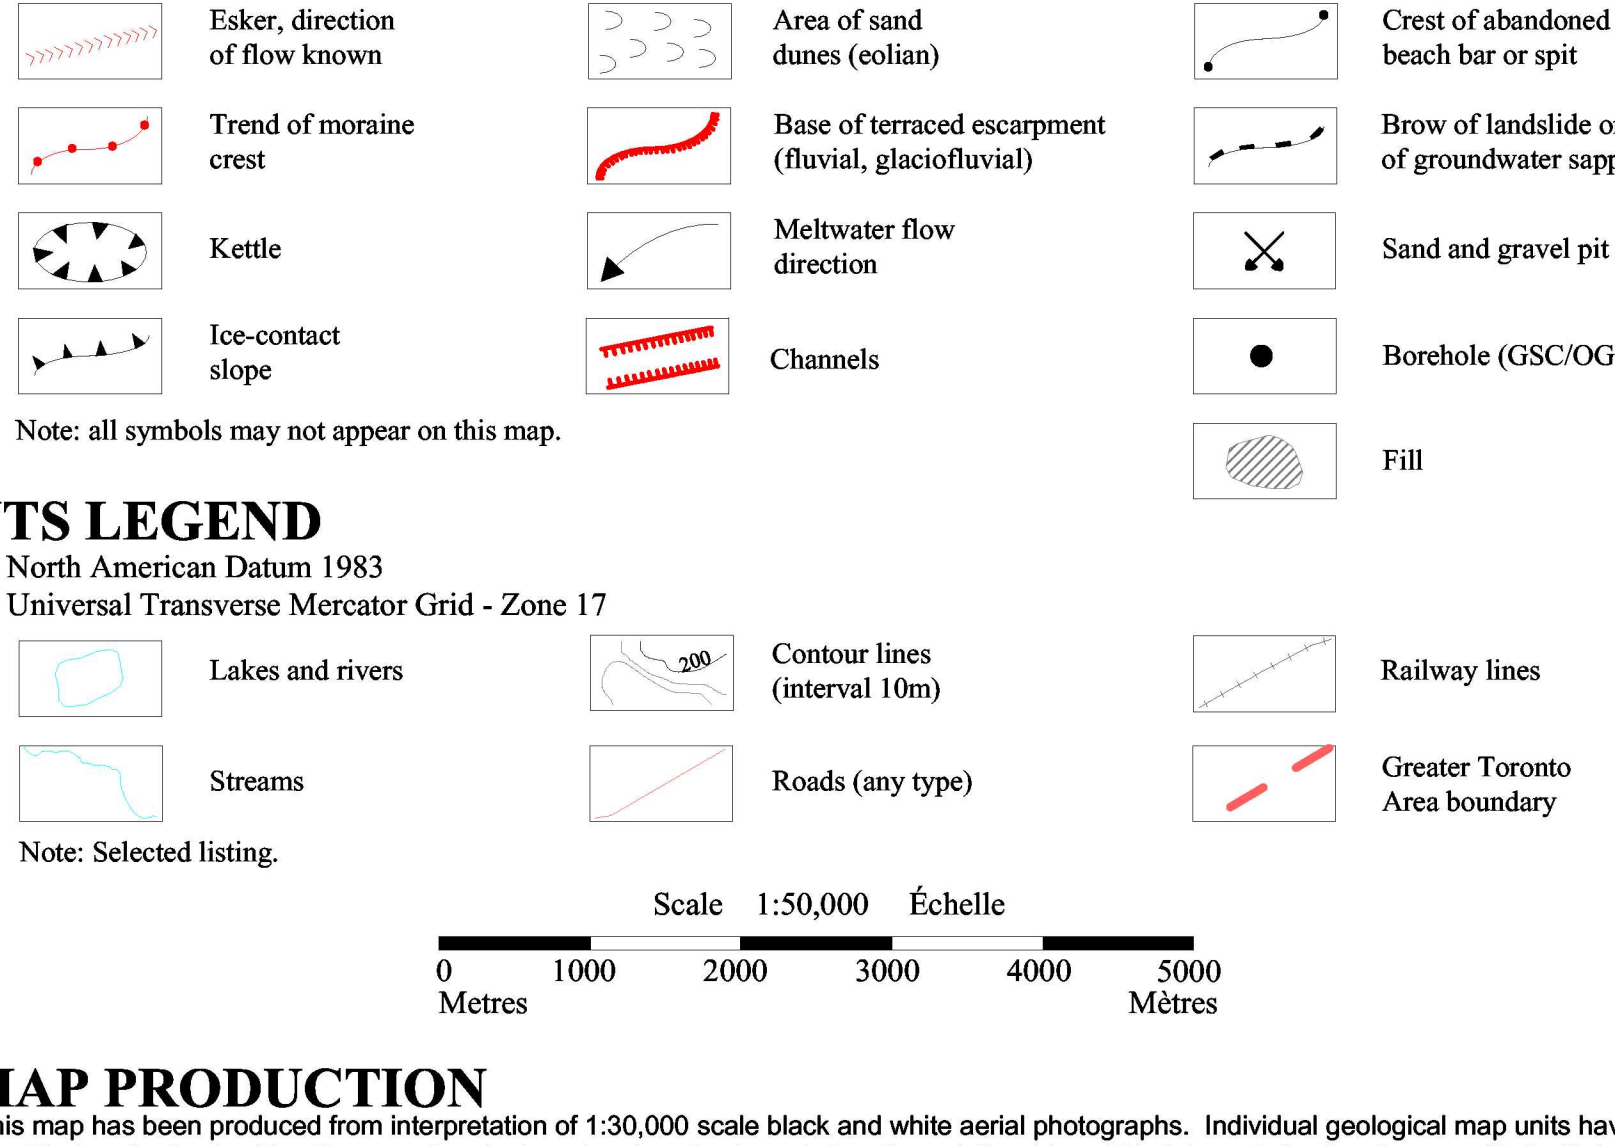 Esker, direction
of flow known
Area of sand
dunes (eolian)
Crest of abandoned
beach bar or spit
Trend of moraine
crest
Base of terraced escarpment
(fluvial, glaciofluvial)
Brow of landslide
of groundwater
Kettle
Meltwater flow
direction
Sand and gravel pit
Ice-contact
slope
Channels
Borehole (GSC/OG
Note: all symbols may not appear on this map.
Fill
TS LEGEND
North American Datum 1983
Universal Transverse Mercator Grid - Zone 17
Lakes and rivers
200
Contour lines
(interval 10m)
Railway lines
Streams
Roads (any type)
Greater Toronto
Area boundary
Note: Selected listing.
Scale 1:50,000 Échelle
0 1000 2000 3000 4000 5000
Metres Mètres
AP PRODUCTION
is map has been produced from interpretation of 1:30,000 scale black and white aerial photographs. Individual geological map units hav